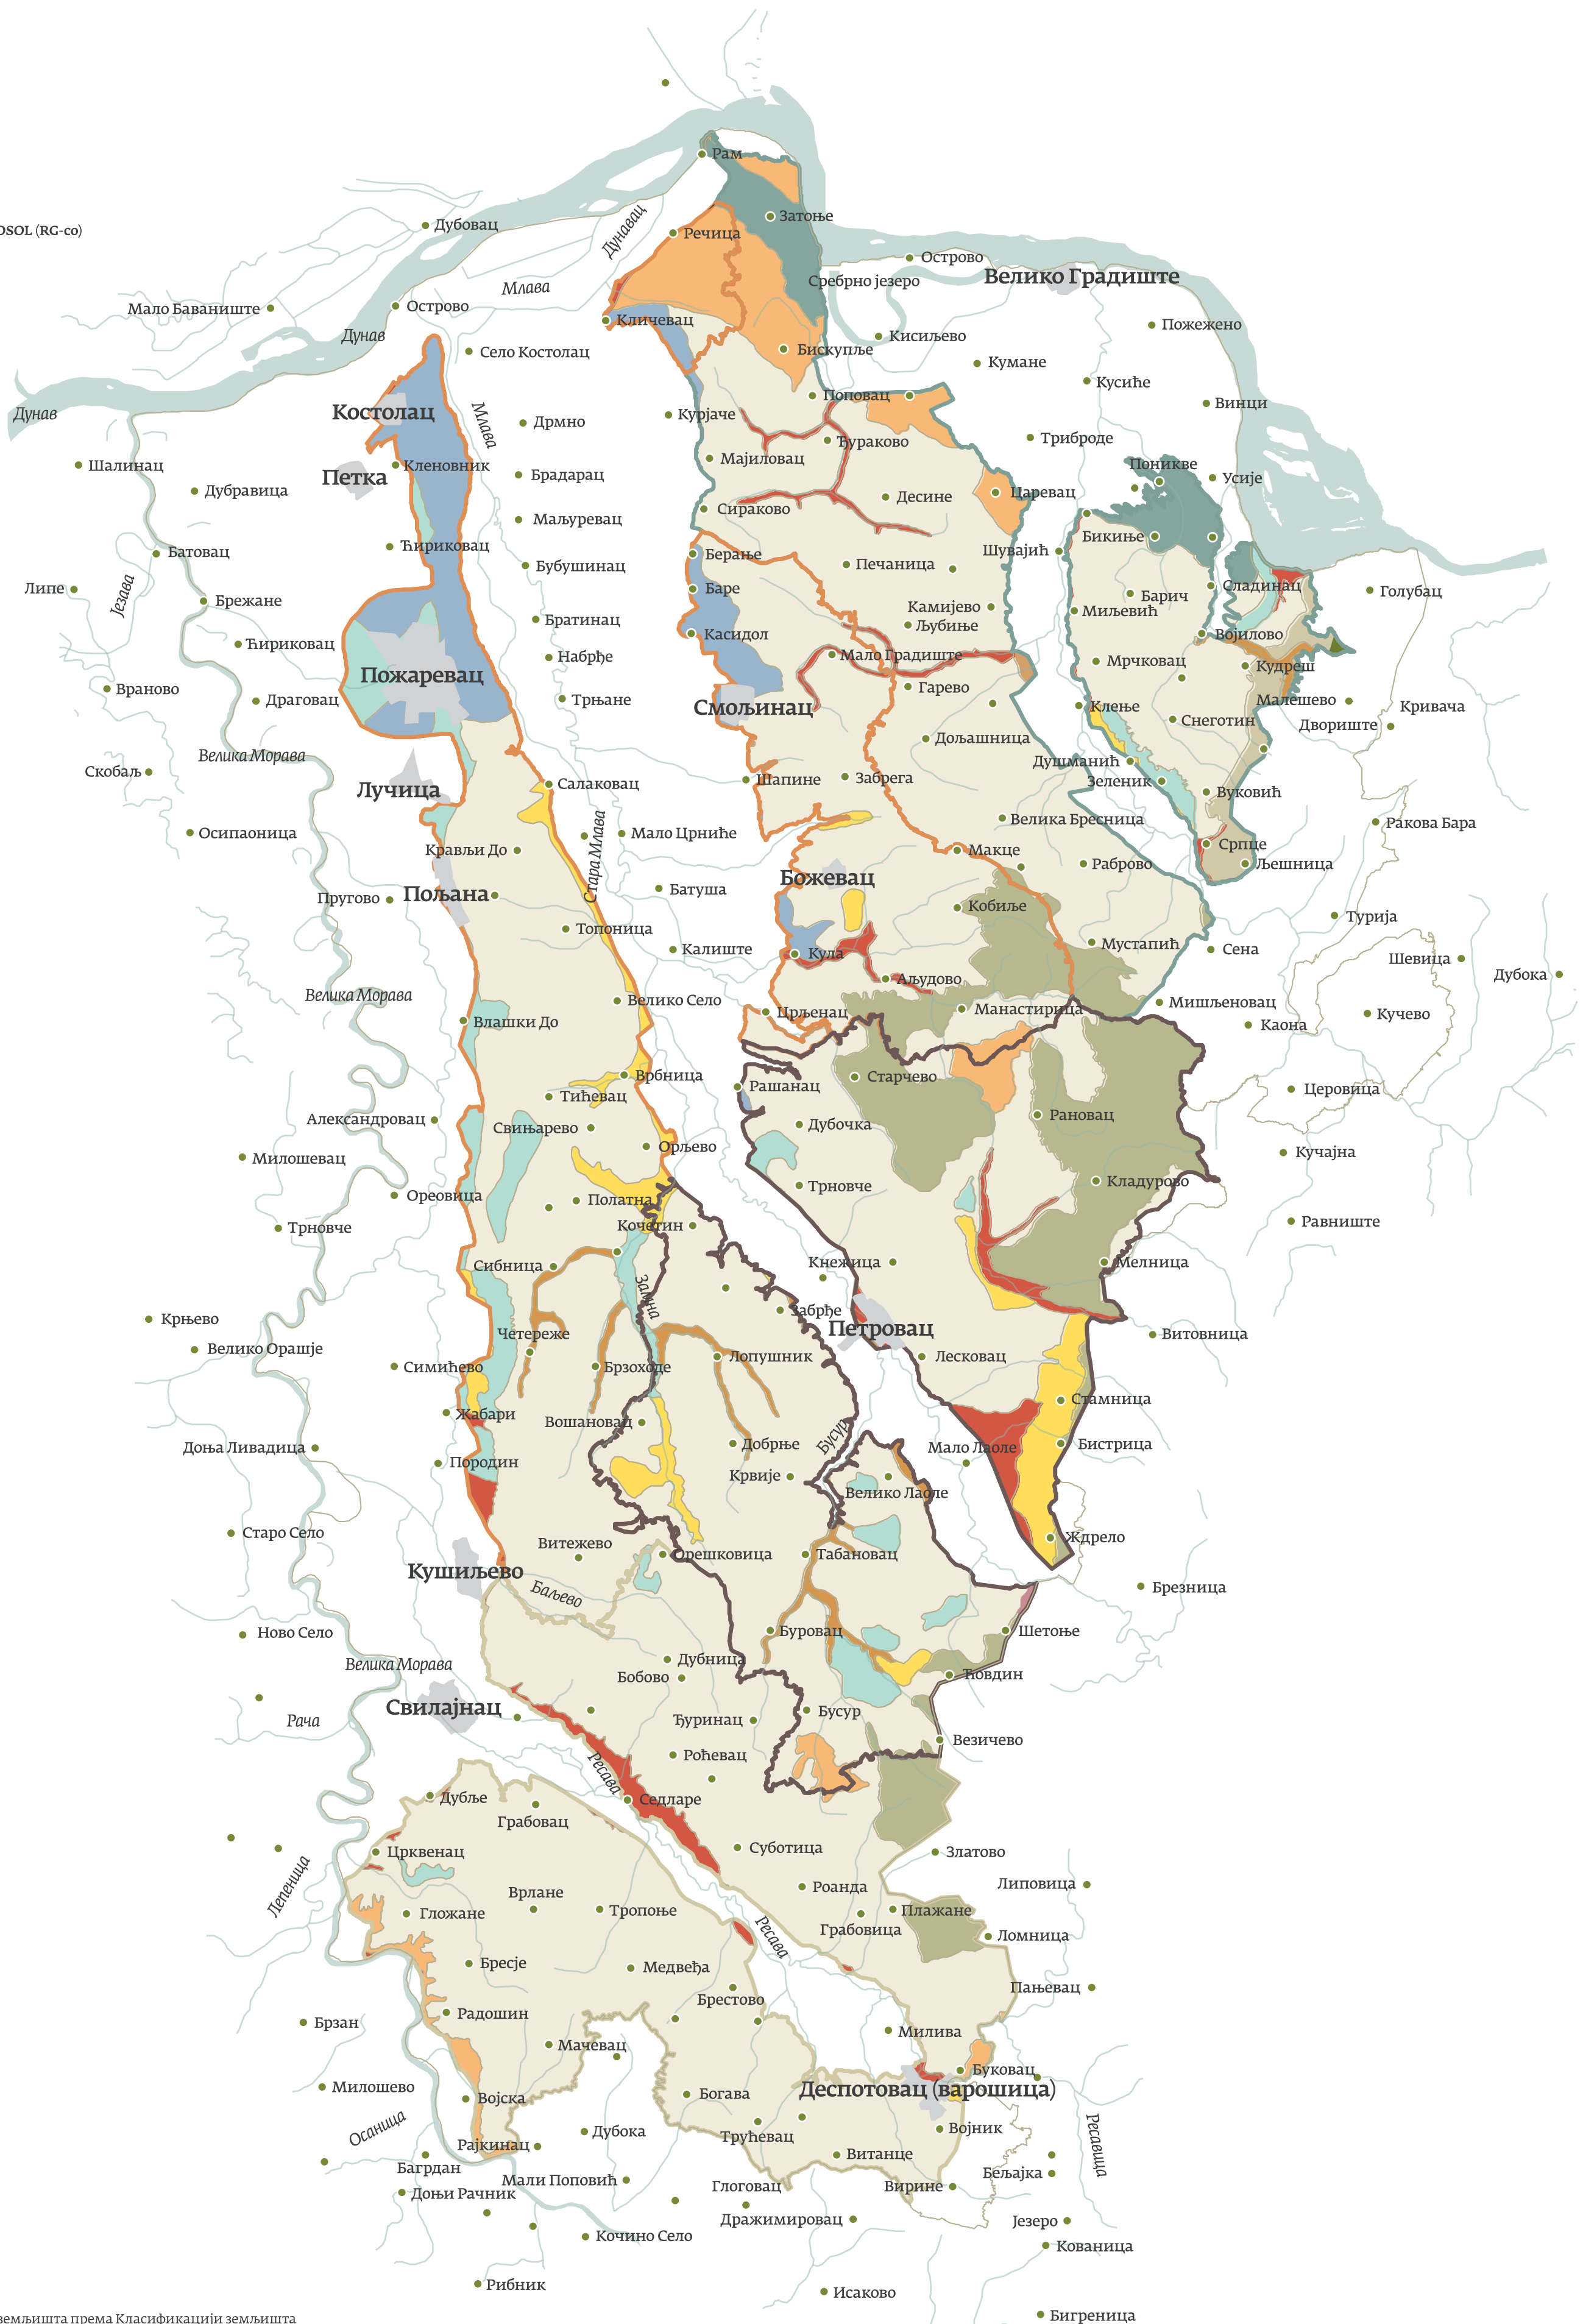 Рам
OSOL (RG-co)
Дубовац
Дунавац
Речица
Затоње
Острово
Велико Градиште
Млава
Сребрно језеро
Мало Баваниште
Острово
Кличевац
Пожежено
Дунав
Село Костолац
Бискупље
Кисиљево
Кумане
Кусиће
Дунав
Костолац
Млава
Дрмно
Курјаче
Поповац
Винци
Ђураково
Триброде
Шалинац
Петка
Кленовник
Брадарац
Мајиловац
Поникве
Усије
Дубравица
Десине
Царевац
Маљуревац
Сираково
Батовац
Ћириковац
Берање
Шувајић
Бикиње
Бубушинац
Печаница
Липе
Језава
Баре
Барич
Сладинац
Голубац
Брежане
Камијево
Миљевић
Братинац
Касидол
Љубиње
Ћириковац
Војилово
Набрђе
Мало Градиште
Мрчковац
Кудреш
Пожаревац
Враново
Драговац
Трњане
Гарево
Малешево
Кривача
Смољинац
Клење
Снеготин
Двориште
Дољашница
Велика Морава
Душманић
Скобаљ
Лучица
Салаковац
Шапине
Забрега
Зеленик
Вуковић
Осипаоница
Стара Млава
Мало Црниће
Велика Бресница
Ракова Бара
Крављи До
Макце
Српце
Божевац
Раброво
Љешница
Пругово
Пољана
Батуша
Кобиље
Турија
Топоница
Калиште
Кула
Мустапић
Сена
Шевица
Дубока
Аљудово
Велика Морава
Велико Село
Мишљеновац
Влашки До
Црљенац
Манастирица
Каона
Кучево
Врбница
Рашанац
Старчево
Церовица
Тићевац
Александровац
Свињарево
Дубочка
Рановац
Милошевац
Орљево
Кучајна
Ореовица
Полатна
Трновче
Кладурово
Трновче
Кочетин
Равниште
Сибница
Кнежица
Мелница
Замна
Крњево
Забрђе
Петровац
Четереже
Витовница
Велико Орашје
Симићево
Брзоходе
Лопушник
Лесковац
Стамница
Жабари
Вошановац
Бусур
Доња Ливадица
Добрње
Мало Лаоле
Бистрица
Породин
Крвије
Велико Лаоле
Старо Село
Витежево
Орешковица
Табановац
Ждрело
Кушиљево
Баљево
Брезница
Ново Село
Буровац
Шетоње
Велика Морава
Дубница
Бобово
Ћовдин
Свилајнац
Рача
Ђуринац
Бусур
Везичево
Роћевац
Ресава
Дубље
Седларе
Грабовац
Црквенац
Суботица
Златово
Лепеница
Врлане
Роанда
Липовица
Гложане
Тропоње
Плажане
Грабовица
Ресава
Ломница
Бресје
Медвеђа
Пањевац
Брестово
Радошин
Брзан
Милива
Мачевац
Буковац
Милошево
Војска
Богава
Деспотовац (варошица)
Осаница
Дубока
Трућевац
Војник
Ресавица
Рајкинац
Витанце
Багрдан
Мали Поповић
Бељајка
Глоговац
Вирине
Доњи Рачник
Дражимировац
Језеро
Кочино Село
Кованица
Рибник
Исаково
Бигреница
земљишта према Класификацији земљишта